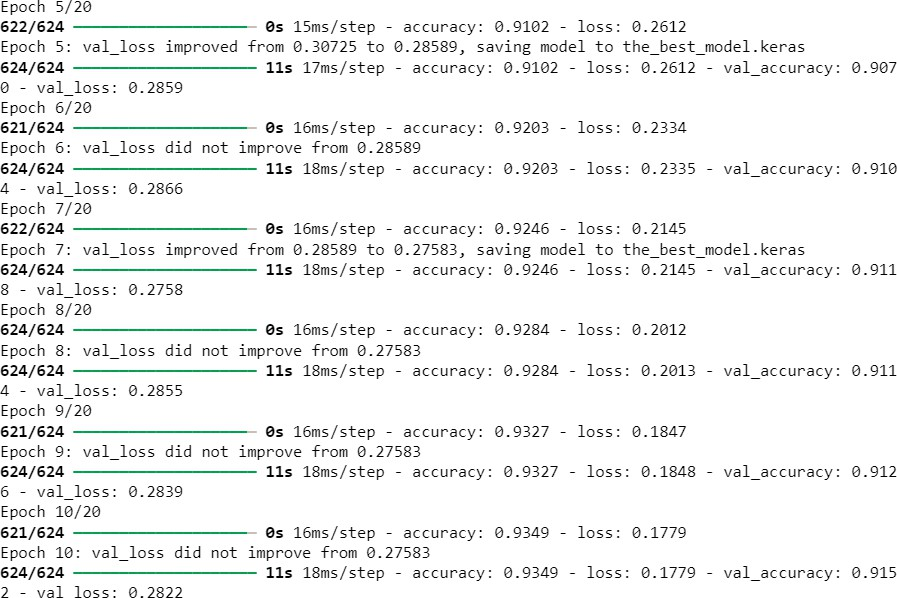 Epoch 5/20
622/624 ━━━━━━━━━━━━━━━━━━━━ 0s 15ms/step - accuracy: 0.9102 - loss: 0.2612
Epoch 5: val_loss improved from 0.30725 to 0.28589, saving model to the_best_model.keras
624/624 ━━━━━━━━━━━━━━━━━━━━ 11s 17ms/step - accuracy: 0.9102 - loss: 0.2612 - val_accuracy: 0.907
0 - val_loss: 0.2859
Epoch 6/20
621/624 ━━━━━━━━━━━━━━━━━━━━ 0s 16ms/step - accuracy: 0.9203 - loss: 0.2334
Epoch 6: val_loss did not improve from 0.28589
624/624 ━━━━━━━━━━━━━━━━━━━━ 11s 18ms/step - accuracy: 0.9203 - loss: 0.2335 - val_accuracy: 0.910
4 - val_loss: 0.2866
Epoch 7/20
622/624 ━━━━━━━━━━━━━━━━━━━━ 0s 16ms/step - accuracy: 0.9246 - loss: 0.2145
Epoch 7: val_loss improved from 0.28589 to 0.27583, saving model to the_best_model.keras
624/624 ━━━━━━━━━━━━━━━━━━━━ 11s 18ms/step - accuracy: 0.9246 - loss: 0.2145 - val_accuracy: 0.911
8 - val_loss: 0.2758
Epoch 8/20
624/624 ━━━━━━━━━━━━━━━━━━━━ 0s 16ms/step - accuracy: 0.9284 - loss: 0.2012
Epoch 8: val_loss did not improve from 0.27583
624/624 ━━━━━━━━━━━━━━━━━━━━ 11s 18ms/step - accuracy: 0.9284 - loss: 0.2013 - val_accuracy: 0.911
4 - val_loss: 0.2855
Epoch 9/20
621/624 ━━━━━━━━━━━━━━━━━━━━ 0s 16ms/step - accuracy: 0.9327 - loss: 0.1847
Epoch 9: val_loss did not improve from 0.27583
624/624 ━━━━━━━━━━━━━━━━━━━━ 11s 18ms/step - accuracy: 0.9327 - loss: 0.1848 - val_accuracy: 0.912
6 - val_loss: 0.2839
Epoch 10/20
621/624 ━━━━━━━━━━━━━━━━━━━━ 0s 16ms/step - accuracy: 0.9349 - loss: 0.1779
Epoch 10: val_loss did not improve from 0.27583
624/624 ━━━━━━━━━━━━━━━━━━━━ 11s 18ms/step - accuracy: 0.9349 - loss: 0.1779 - val_accuracy: 0.915
2 - val_loss: 0.2822